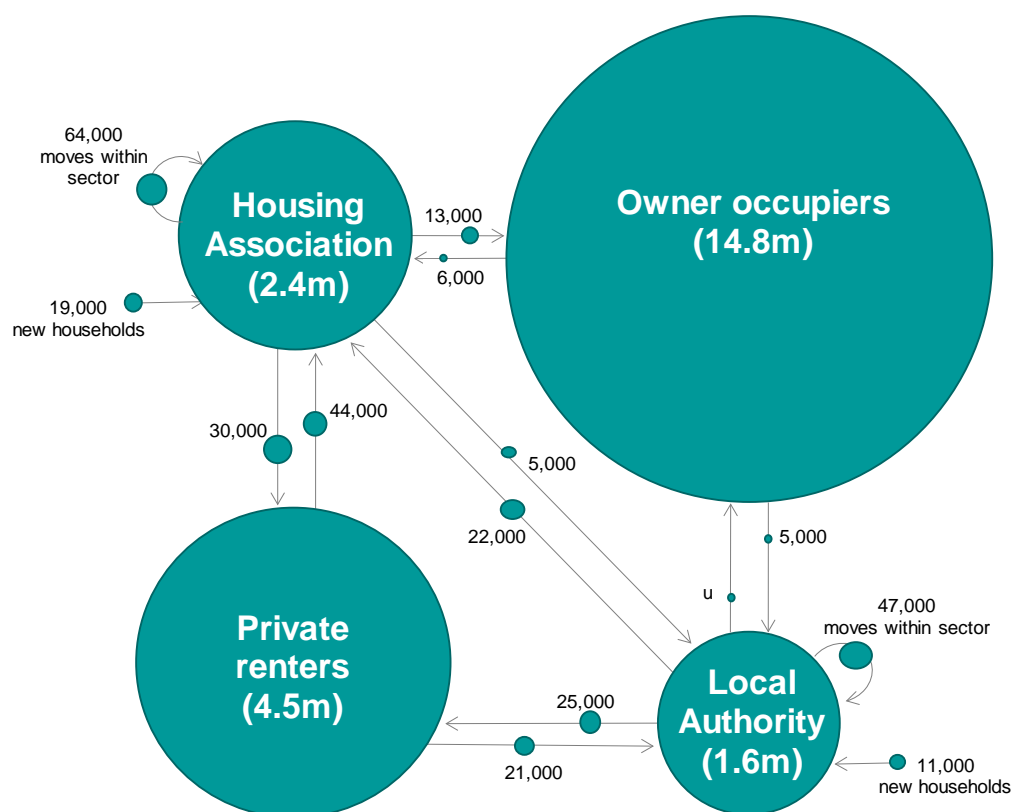 64,000
moves within
sector
Housing
Association
(2.4m)
13,000
6,000
Owner occupiers
(14.8m)
19,000
new households
30,000
44,000
5,000
22,000
5,000
u
47,000
moves within sector
Private
renters
(4.5m)
Local
Authority
(1.6m)
25,000
21,000
11,000
new households